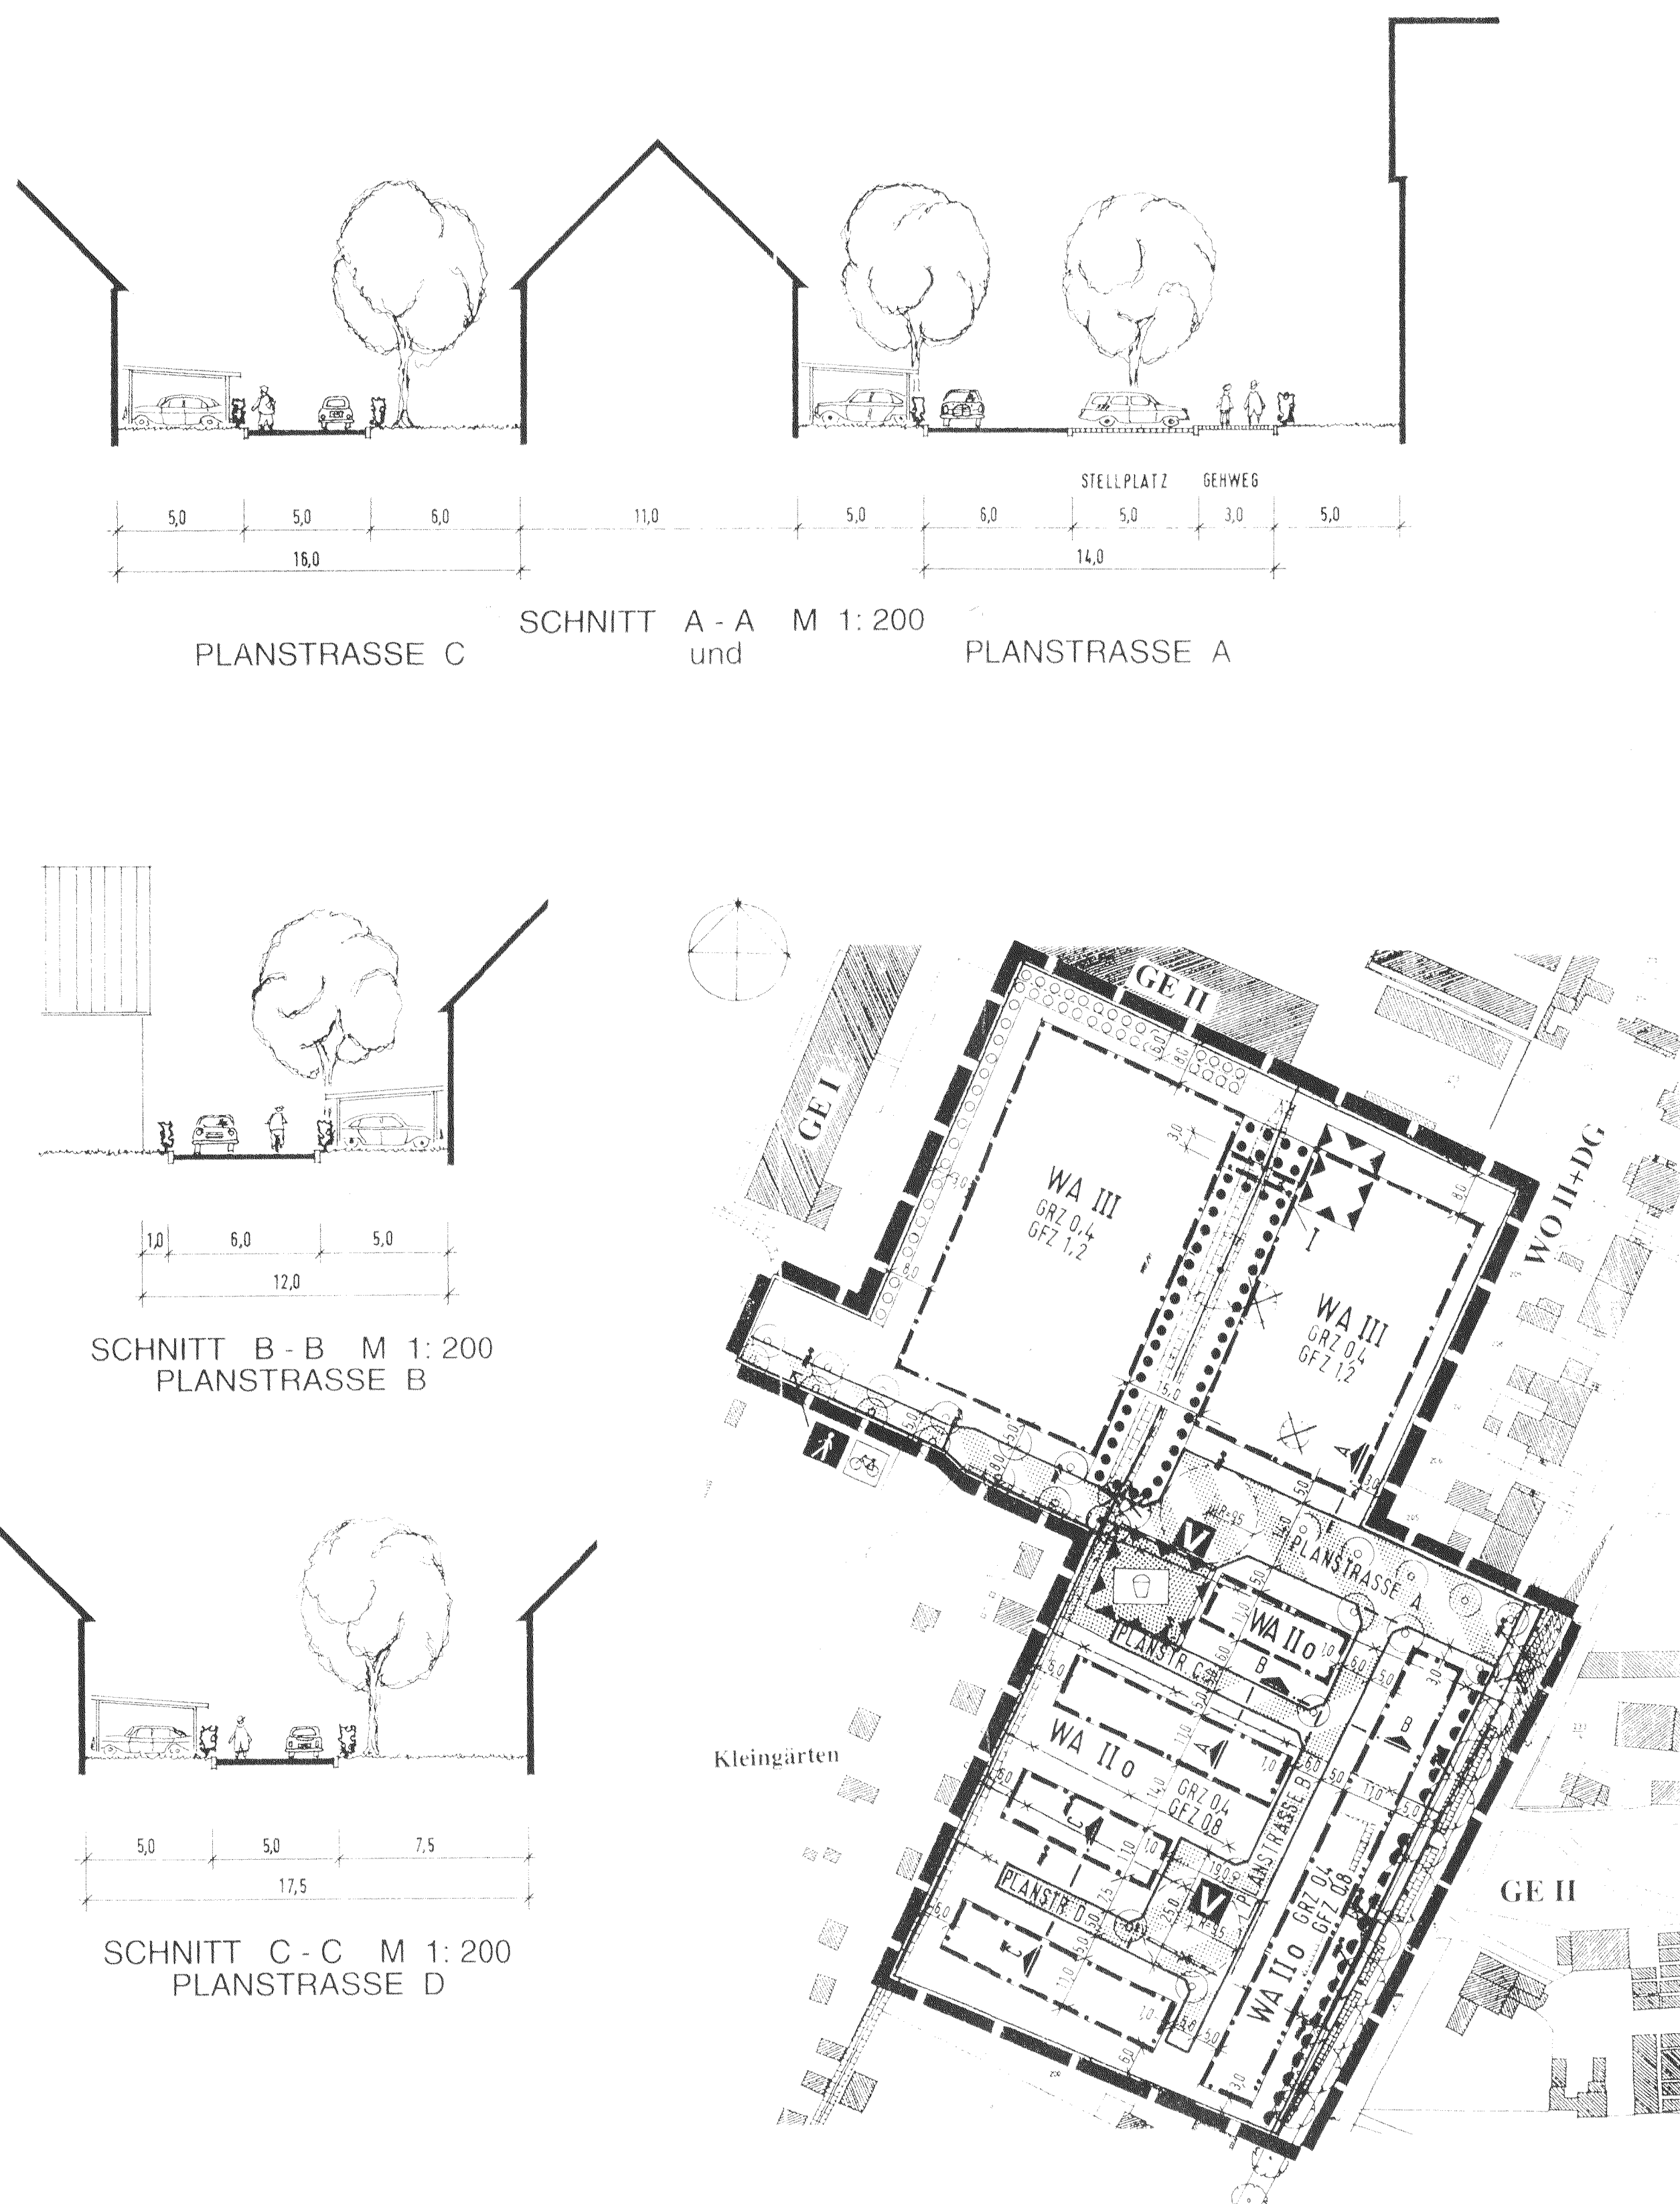 STELLPLATZ GEHWEG
5,0 5,0 6,0 11,0 5,0 6,0 5,0 3,0 5,0
16,0 14,0
SCHNITT A - A M 1: 200
PLANSTRASSE C und PLANSTRASSE A
1,0 6,0 5,0
12,0
SCHNITT B - B M 1: 200
PLANSTRASSE B
5,0 5,0 7,5
17,5
SCHNITT C - C M 1: 200
PLANSTRASSE D
GE II
GE I
WO II+DG
WA III
GRZ 0,4
GFZ 1,2
I
WA III
GRZ 0,4
GFZ 1,2
15,0
A
V
PLANSTRASSE A
WA II o
PLANSTR. C
B
B
WA II o
A
GRZ 0,4
GFZ 0,8
PLANSTRASSE B
Kleingärten
C
PLANSTR. D
V
C
WA II o GRZ 0,4
GFZ 0,8
GE II